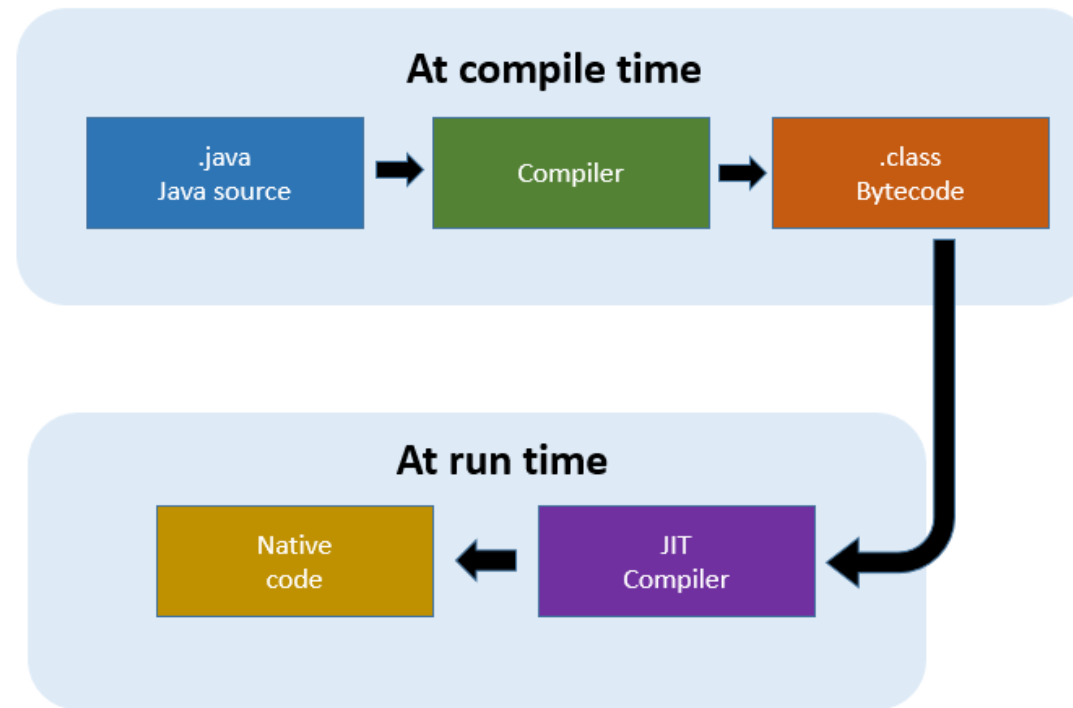 At compile time
.java
Java source
Compiler
.class
Bytecode
At run time
Native
code
JIT
Compiler